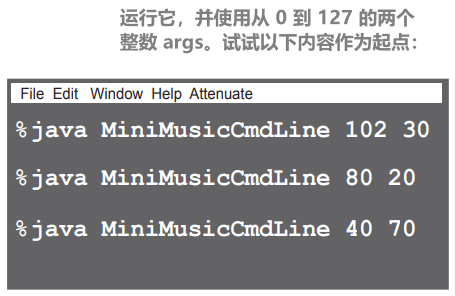 运行它，并使用从 0 到 127 的两个
整数 args。试试以下内容作为起点：
File Edit Window Help Attenuate
%java MiniMusicCmdLine 102 30
%java MiniMusicCmdLine 80 20
%java MiniMusicCmdLine 40 70